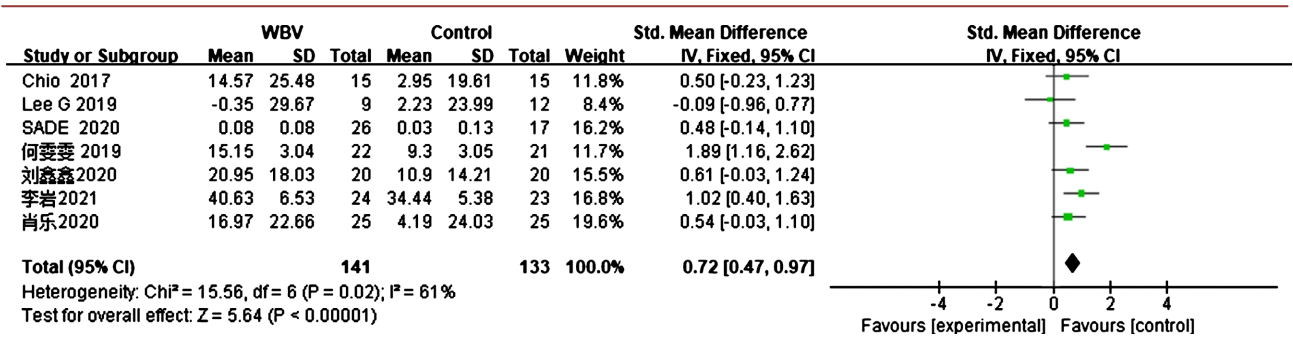 WBV Control Std. Mean Difference Std. Mean Difference
Study or Subgroup Mean SD Total Mean SD Total Weight IV, Fixed, 95% CI IV, Fixed, 95% CI
Chio 2017 14.57 25.48 15 2.95 19.61 15 11.8% 0.50 [-0.23, 1.23]
Lee G 2019 -0.35 29.67 9 2.23 23.99 12 8.4% -0.09 [-0.96, 0.77]
SADE 2020 0.08 0.08 26 0.03 0.13 17 16.2% 0.48 [-0.14, 1.10]
何雯雯 2019 15.15 3.04 22 9.3 3.05 21 11.7% 1.89 [1.16, 2.62]
刘鑫鑫2020 20.95 18.03 20 10.9 14.21 20 15.5% 0.61 [-0.03, 1.24]
李岩2021 40.63 6.53 24 34.44 5.38 23 16.8% 1.02 [0.40, 1.63]
肖乐2020 16.97 22.66 25 4.19 24.03 25 19.6% 0.54 [-0.03, 1.10]
Total (95% CI) 141 133 100.0% 0.72 [0.47, 0.97]
Heterogeneity: Chi² = 15.56, df = 6 (P = 0.02); I² = 61%
Test for overall effect: Z = 5.64 (P < 0.00001)
-4 -2 0 2 4
Favours [experimental] Favours [control]